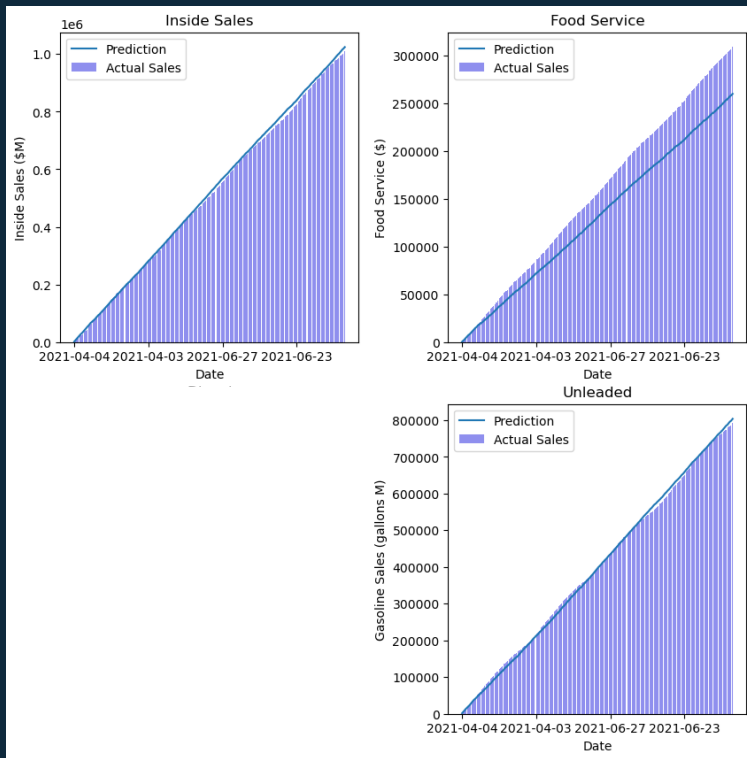 Inside Sales
1e6
Prediction
Actual Sales
Inside Sales ($M)
1.0
0.8
0.6
0.4
0.2
0.0
2021-04-04 2021-04-03 2021-06-27 2021-06-23
Date
Food Service
Prediction
Actual Sales
Food Service ($)
300000
250000
200000
150000
100000
50000
0
2021-04-04 2021-04-03 2021-06-27 2021-06-23
Date
Unleaded
Prediction
Actual Sales
Gasoline Sales (gallons M)
800000
700000
600000
500000
400000
300000
200000
100000
0
2021-04-04 2021-04-03 2021-06-27 2021-06-23
Date